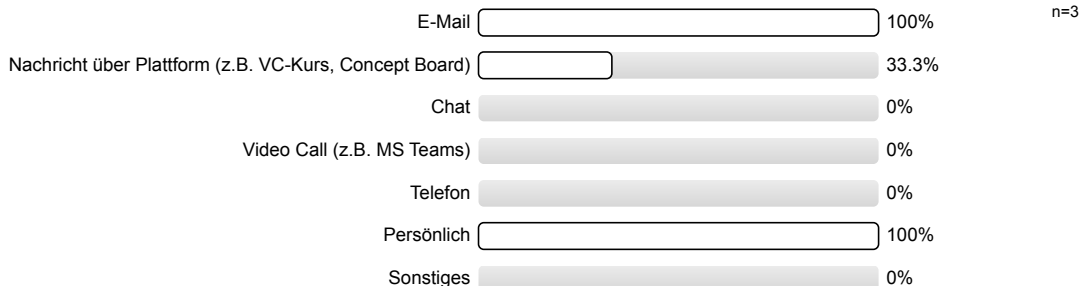 E-Mail 100% n=3
Nachricht über Plattform (z.B. VC-Kurs, Concept Board) 33.3%
Chat 0%
Video Call (z.B. MS Teams) 0%
Telefon 0%
Persönlich 100%
Sonstiges 0%